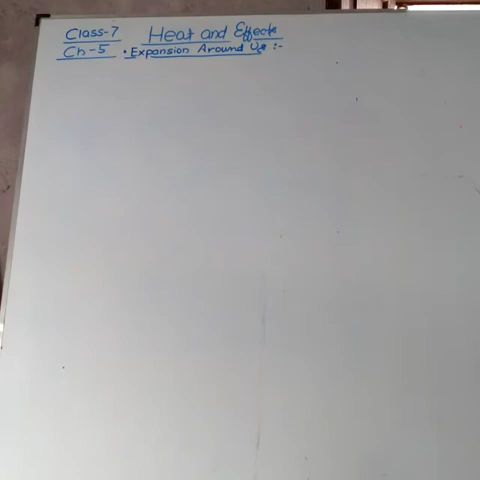 Class-7 Heat and Effects
Ch-5 • Expansion Around Us :-